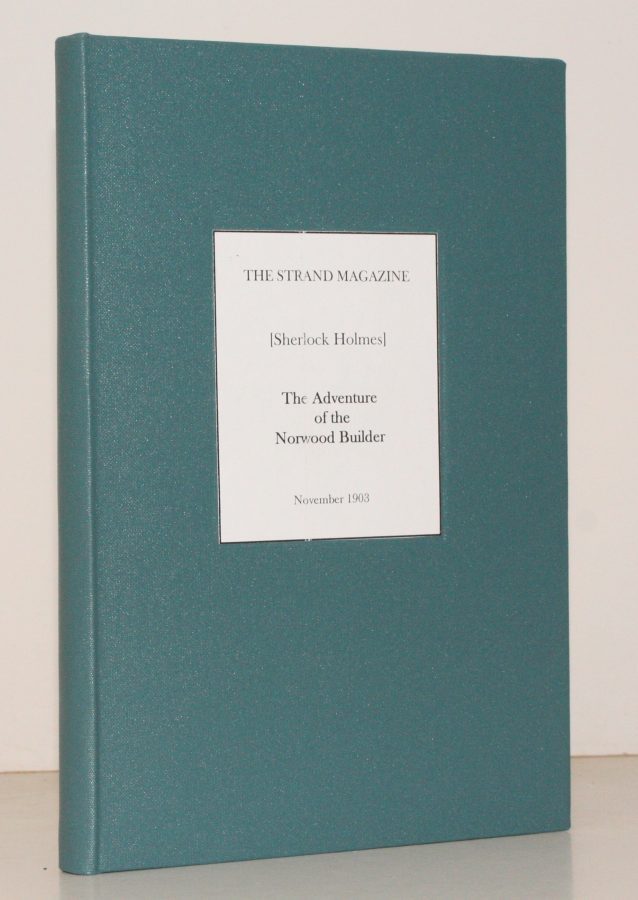 THE STRAND MAGAZINE
[Sherlock Holmes]
The Adventure
of the
Norwood Builder
November 1903